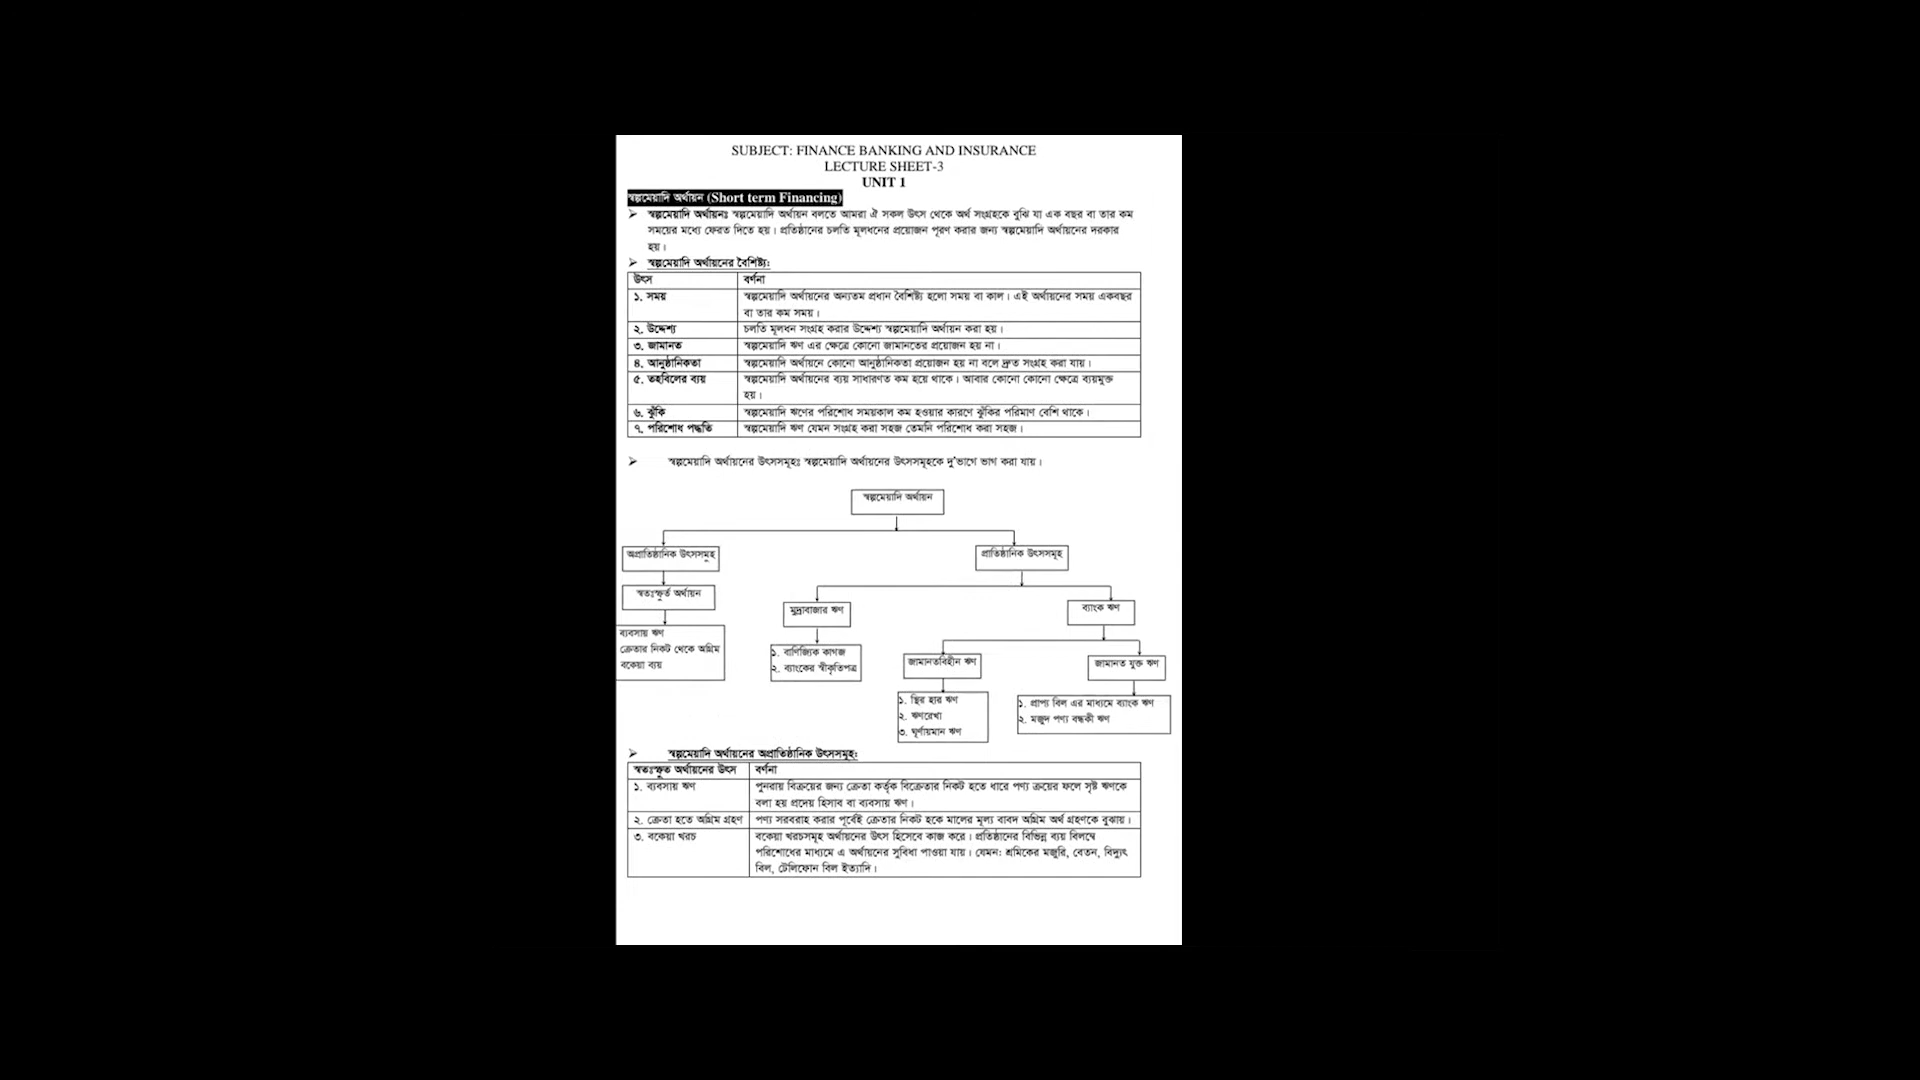 SUBJECT: FINANCE BANKING AND INSURANCE
LECTURE SHEET-3
UNIT 1
স্বল্পমেয়াদি অর্থায়ন (Short term Financing)
➢ স্বল্পমেয়াদি অর্থায়নঃ স্বল্পমেয়াদি অর্থায়ন বলতে আমরা ঐ সকল উৎস থেকে অর্থ সংগ্রহকে বুঝি যা এক বছর বা তার কম
সময়ের মধ্যে ফেরত দিতে হয়। প্রতিষ্ঠানের চলতি মূলধনের প্রয়োজন পূরণ করার জন্য স্বল্পমেয়াদি অর্থায়নের দরকার
হয়।
➢ স্বল্পমেয়াদি অর্থায়নের বৈশিষ্ট্য:
উৎস বর্ণনা
১. সময় স্বল্পমেয়াদি অর্থায়নের অন্যতম প্রধান বৈশিষ্ট্য হলো সময় বা কাল। এই অর্থায়নের সময় একবছর
বা তার কম সময়।
২. উদ্দেশ্য চলতি মূলধন সংগ্রহ করার উদ্দেশ্য স্বল্পমেয়াদি অর্থায়ন করা হয়।
৩. জামানত স্বল্পমেয়াদি ঋণ এর ক্ষেত্রে কোনো জামানতের প্রয়োজন হয় না।
৪. আনুষ্ঠানিকতা স্বল্পমেয়াদি অর্থায়নে কোনো আনুষ্ঠানিকতা প্রয়োজন হয় না বলে দ্রুত সংগ্রহ করা যায়।
৫. তহবিলের ব্যয় স্বল্পমেয়াদি অর্থায়নের ব্যয় সাধারণত কম হয়ে থাকে। আবার কোনো কোনো ক্ষেত্রে ব্যয়মুক্ত
হয়।
৬. ঝুঁকি স্বল্পমেয়াদি ঋণের পরিশোধ সময়কাল কম হওয়ার কারণে ঝুঁকির পরিমাণ বেশি থাকে।
৭. পরিশোধ পদ্ধতি স্বল্পমেয়াদি ঋণ যেমন সংগ্রহ করা সহজ তেমনি পরিশোধ করা সহজ।
➢ স্বল্পমেয়াদি অর্থায়নের উৎসসমূহঃ স্বল্পমেয়াদি অর্থায়নের উৎসসমূহকে দু'ভাগে ভাগ করা যায়।
স্বল্পমেয়াদি অর্থায়ন
অপ্রাতিষ্ঠানিক উৎসসমুহ
প্রাতিষ্ঠানিক উৎসসমূহ
স্বতঃস্ফূর্ত অর্থায়ন
মুদ্রাবাজার ঋণ
ব্যাংক ঋণ
ব্যবসায় ঋণ
ক্রেতার নিকট থেকে অগ্রিম
বকেয়া ব্যয়
১. বাণিজ্যিক কাগজ
২. ব্যাংকের স্বীকৃতিপত্র
জামানতবিহীন ঋণ
জামানত যুক্ত ঋণ
১. স্থির হার ঋণ
২. ঋণরেখা
৩. ঘূর্ণায়মান ঋণ
১. প্রাপ্য বিল এর মাধ্যমে ব্যাংক ঋণ
২. মজুদ পণ্য বন্ধকী ঋণ
➢ স্বল্পমেয়াদি অর্থায়নের অপ্রাতিষ্ঠানিক উৎসসমূহ:
স্বতঃস্ফূত অর্থায়নের উৎস বর্ণনা
১. ব্যবসায় ঋণ পুনরায় বিক্রয়ের জন্য ক্রেতা কর্তৃক বিক্রেতার নিকট হতে ধারে পণ্য ক্রয়ের ফলে সৃষ্ট ঋণকে
বলা হয় প্রদেয় হিসাব বা ব্যবসায় ঋণ।
২. ক্রেতা হতে অগ্রিম গ্রহণ পণ্য সরবরাহ করার পূর্বেই ক্রেতার নিকট হকে মালের মূল্য বাবদ অগ্রিম অর্থ গ্রহণকে বুঝায়।
৩. বকেয়া খরচ বকেয়া খরচসমূহ অর্থায়নের উৎস হিসেবে কাজ করে। প্রতিষ্ঠানের বিভিন্ন ব্যয় বিলম্বে
পরিশোধের মাধ্যমে এ অর্থায়নের সুবিধা পাওয়া যায়। যেমন: শ্রমিকের মজুরি, বেতন, বিদ্যুৎ
বিল, টেলিফোন বিল ইত্যাদি।